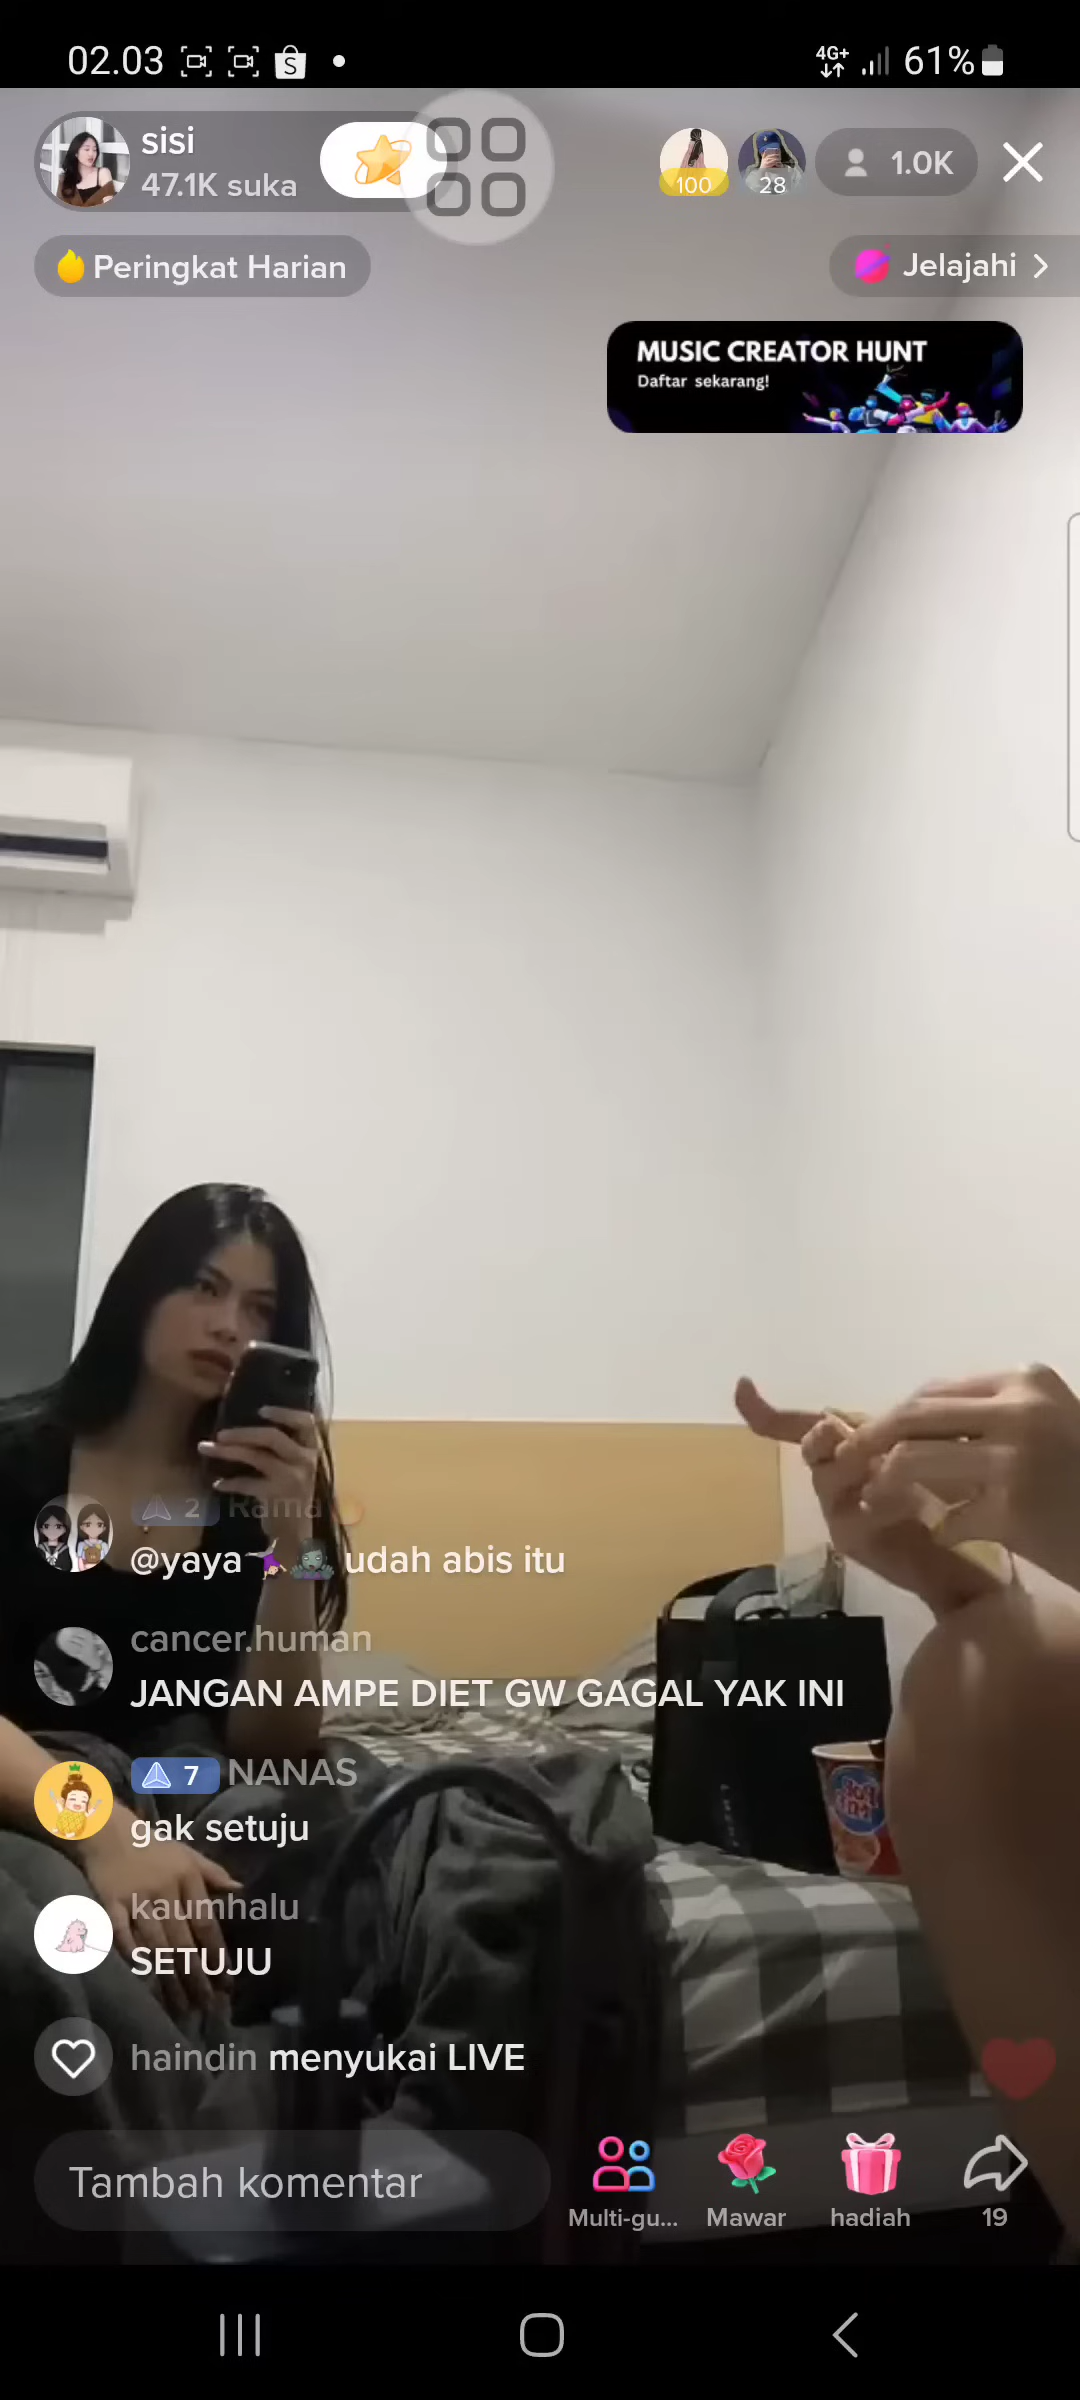 02.03
4G+ 61%
sisi
47.1K suka
100
28
1.0K
Peringkat Harian
Jelajahi
MUSIC CREATOR HUNT
Daftar sekarang!
2 Rama
@yaya udah abis itu
cancer.human
JANGAN AMPE DIET GW GAGAL YAK INI
7 NANAS
gak setuju
kaumhalu
SETUJU
haindin menyukai LIVE
Tambah komentar
Multi-gu...
Mawar
hadiah
19